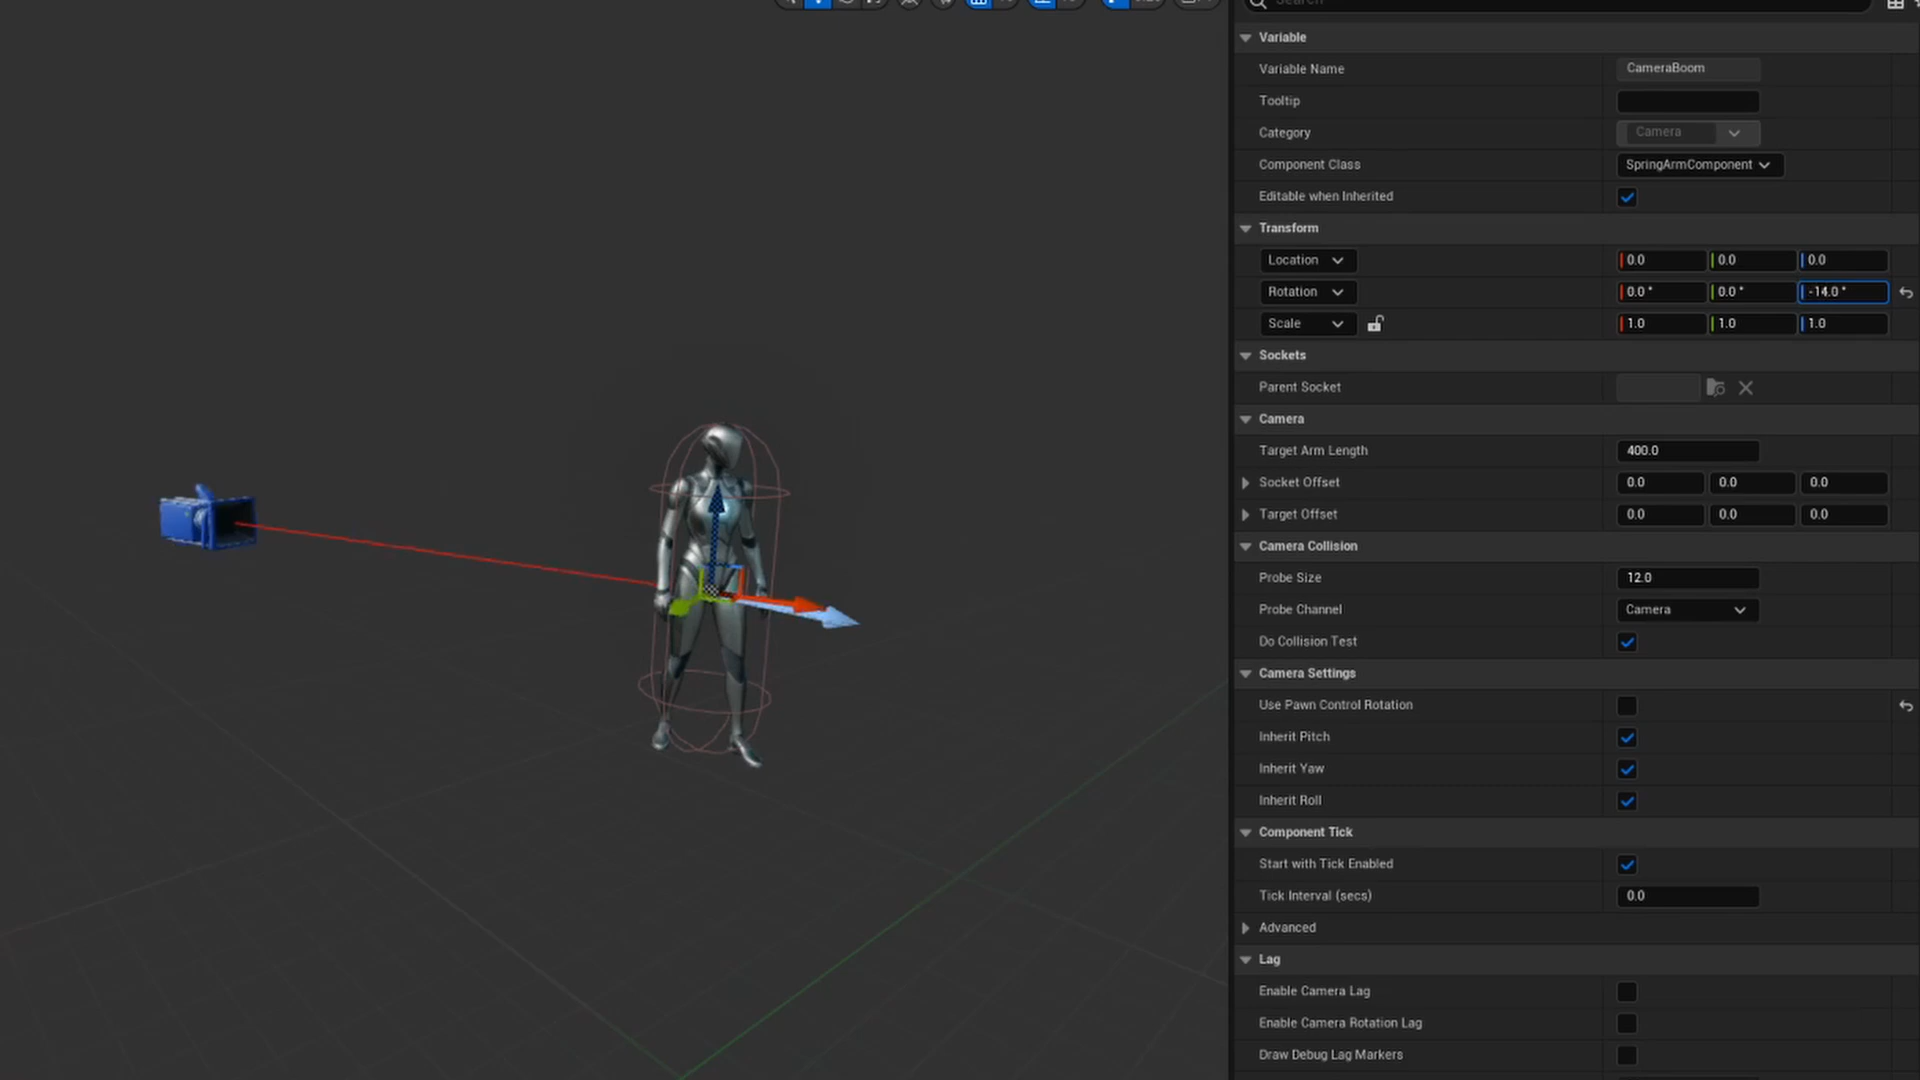 Search
Variable
Variable Name CameraBoom
Tooltip
Category Camera
Component Class SpringArmComponent
Editable when Inherited
Transform
Location 0.0 0.0 0.0
Rotation 0.0° 0.0° -14.0°
Scale 1.0 1.0 1.0
Sockets
Parent Socket
Camera
Target Arm Length 400.0
Socket Offset 0.0 0.0 0.0
Target Offset 0.0 0.0 0.0
Camera Collision
Probe Size 12.0
Probe Channel Camera
Do Collision Test
Camera Settings
Use Pawn Control Rotation
Inherit Pitch
Inherit Yaw
Inherit Roll
Component Tick
Start with Tick Enabled
Tick Interval (secs) 0.0
Advanced
Lag
Enable Camera Lag
Enable Camera Rotation Lag
Draw Debug Lag Markers